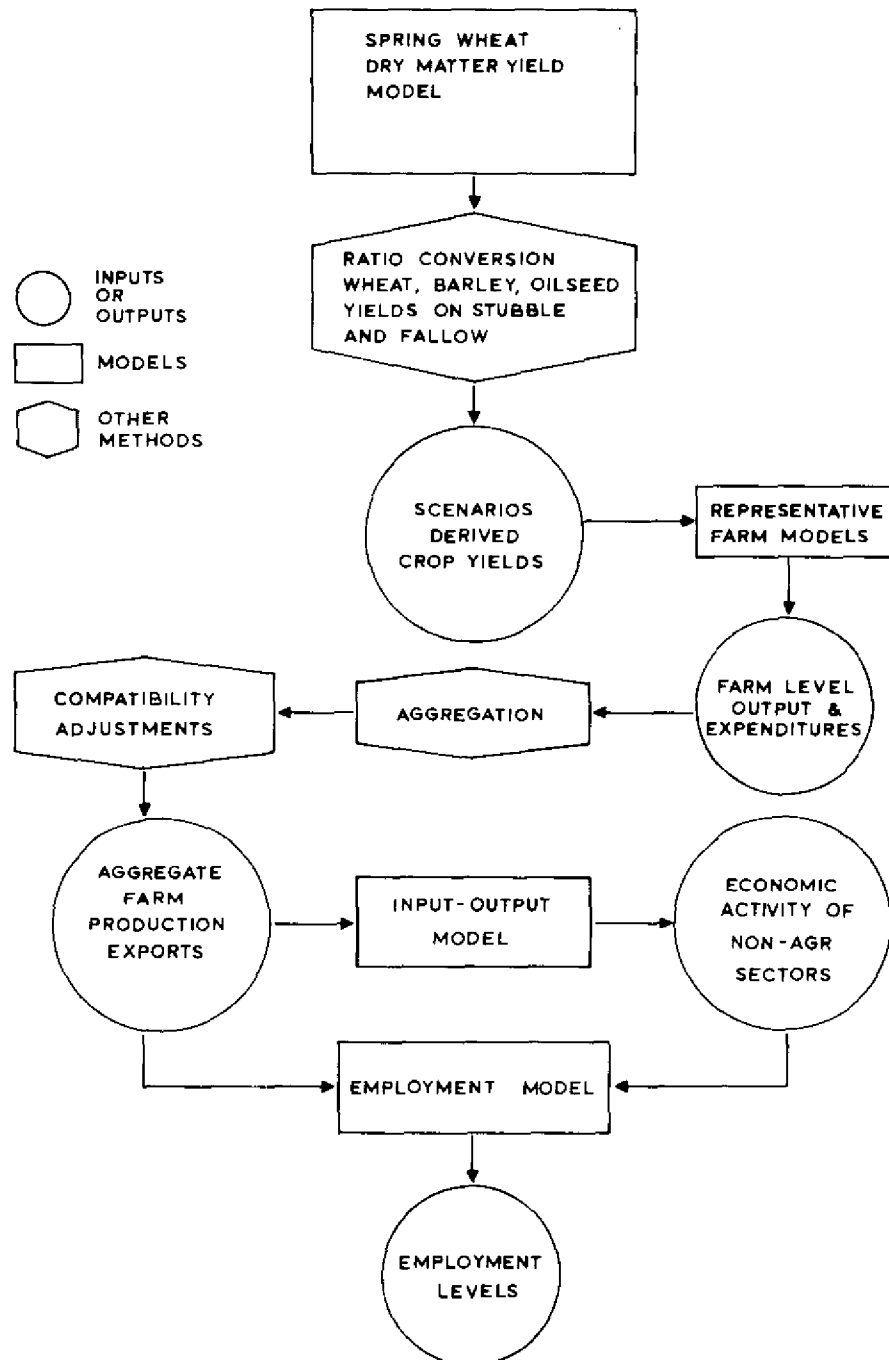 SPRING WHEAT
DRY MATTER YIELD
MODEL
RATIO CONVERSION
WHEAT, BARLEY, OILSEED
YIELDS ON STUBBLE
AND FALLOW
INPUTS
OR
OUTPUTS
MODELS
OTHER
METHODS
SCENARIOS
DERIVED
CROP YIELDS
REPRESENTATIVE
FARM MODELS
FARM LEVEL
OUTPUT &
EXPENDITURES
AGGREGATION
COMPATIBILITY
ADJUSTMENTS
AGGREGATE
FARM
PRODUCTION
EXPORTS
INPUT-OUTPUT
MODEL
ECONOMIC
ACTIVITY OF
NON-AGR
SECTORS
EMPLOYMENT MODEL
EMPLOYMENT
LEVELS